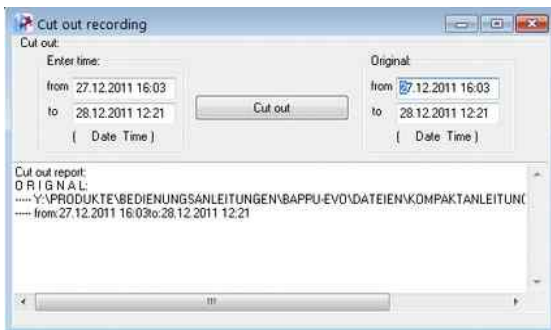 Cut out recording
Cut out:
Enter time:
Original:
from 27.12.2011 16:03
from 27.12.2011 16:03
Cut out
to 28.12.2011 12:21
to 28.12.2011 12:21
( Date Time )
( Date Time )
Cut out report:
O R I G N A L:
----- Y:\PRODUKTE\BEDIENUNGSANLEITUNGEN\BAPPU-EVO\DATEIEN\KOMPAKTANLEITUNG
----- from:27.12.2011 16:03to:28.12.2011 12:21